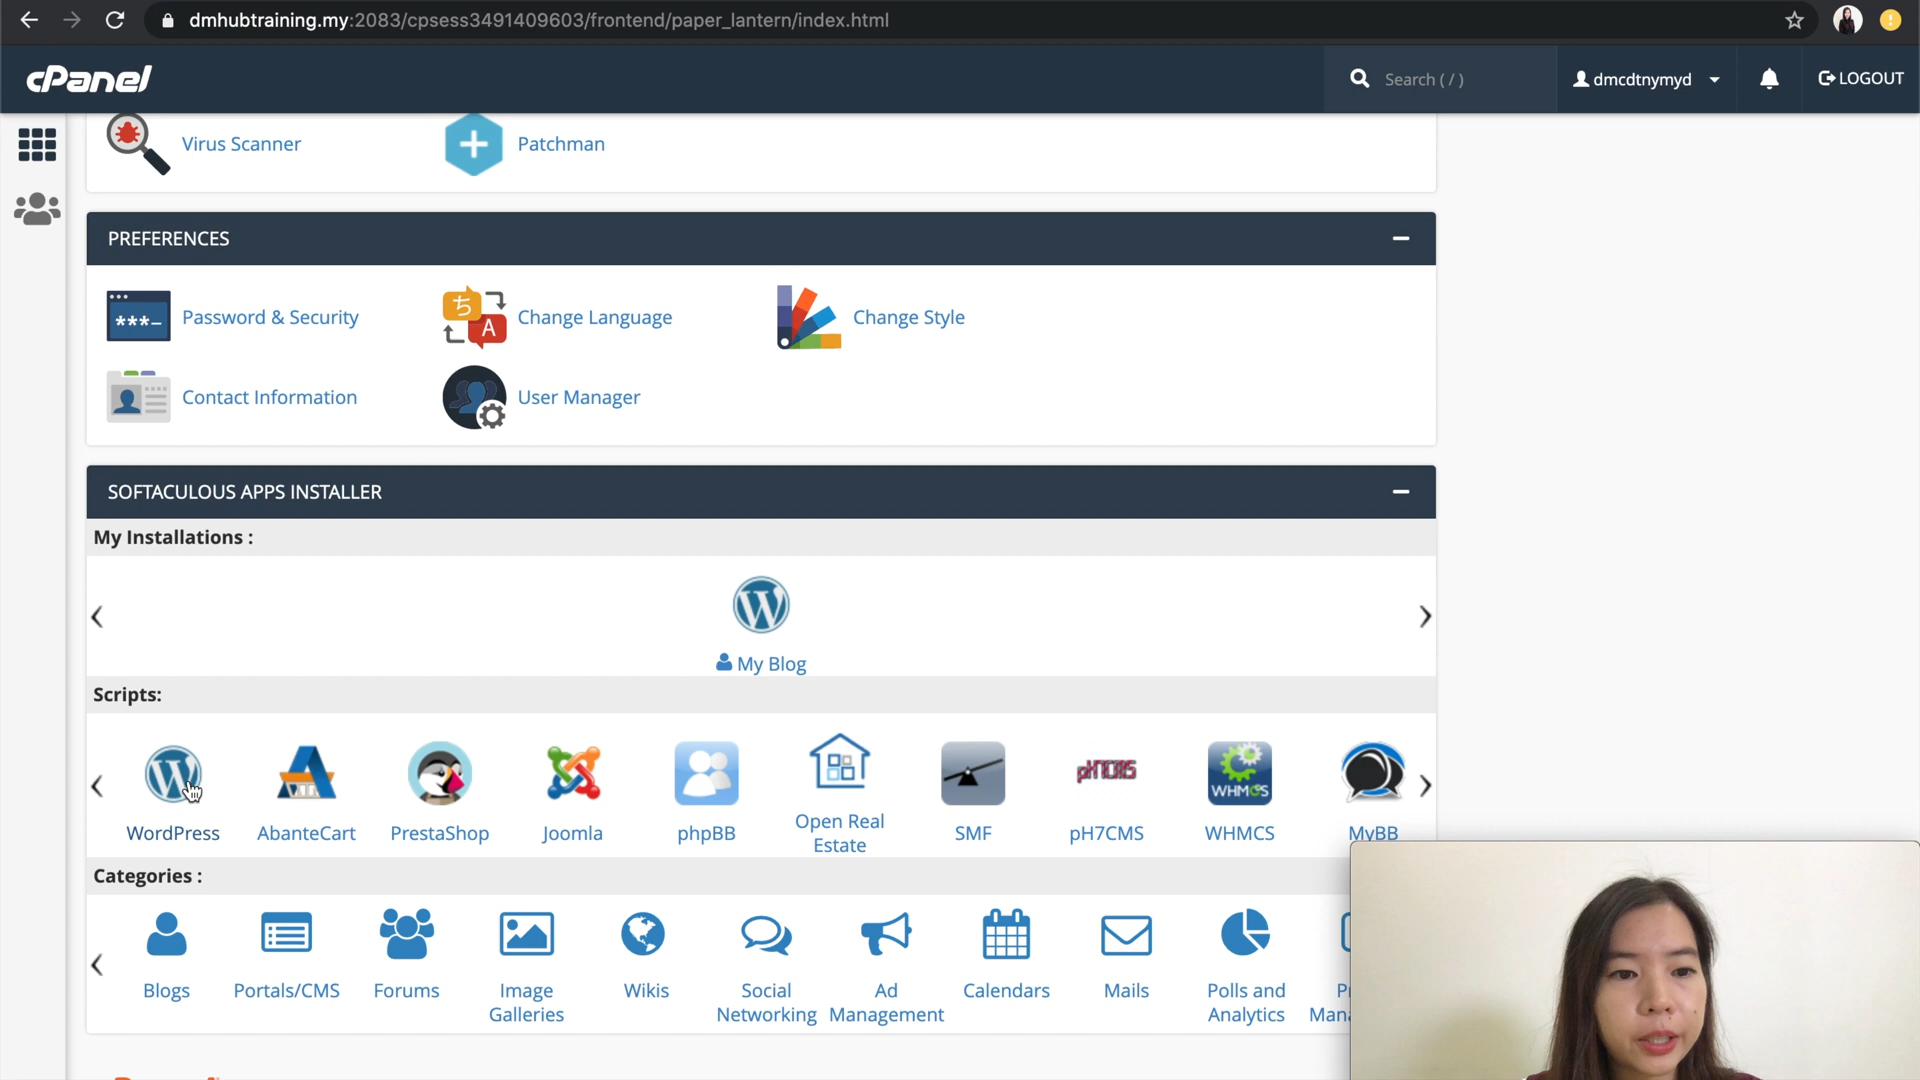 dmhubtraining.my:2083/cpsess3491409603/frontend/paper_lantern/index.html
cPanel
Search ( / )
dmcdtnymyd
LOGOUT
Virus Scanner
Patchman
PREFERENCES
Password & Security
Change Language
Change Style
Contact Information
User Manager
SOFTACULOUS APPS INSTALLER
My Installations :
My Blog
Scripts:
WordPress
AbanteCart
PrestaShop
Joomla
phpBB
Open Real
Estate
SMF
pH7CMS
WHMCS
MyBB
Categories :
Blogs
Portals/CMS
Forums
Image
Galleries
Wikis
Social
Networking
Ad
Management
Calendars
Mails
Polls and
Analytics